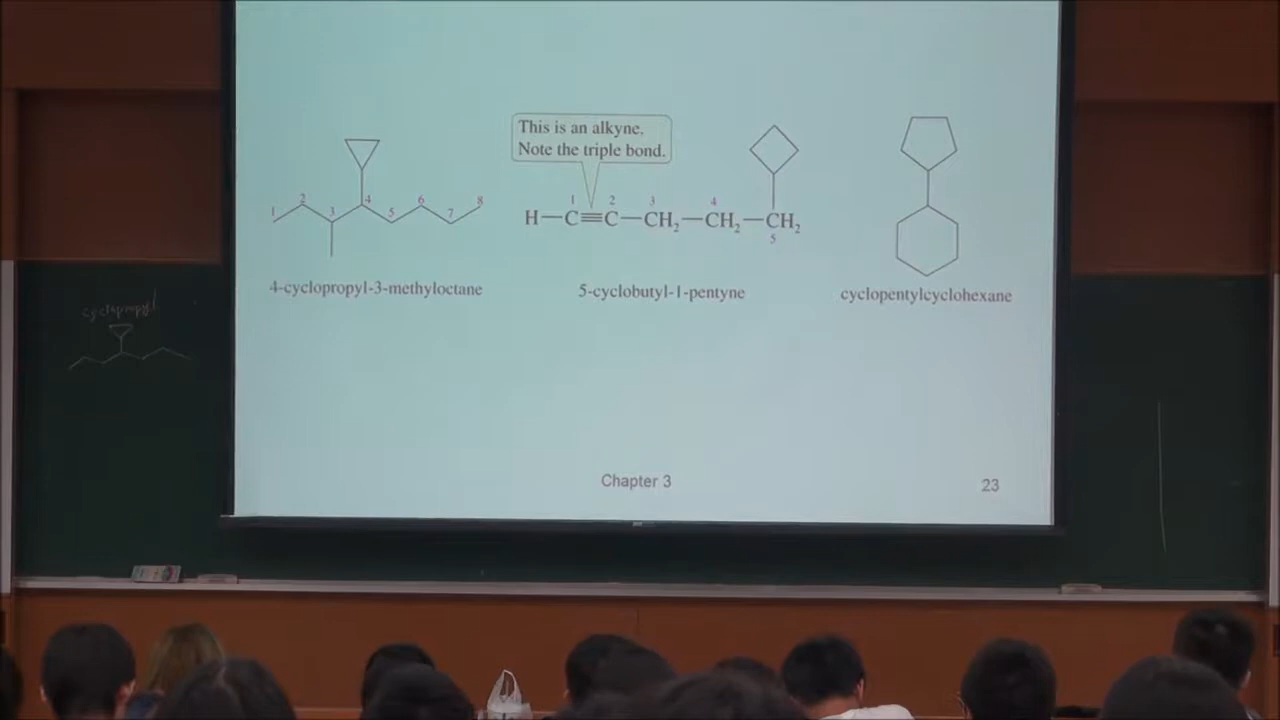 This is an alkyne.
Note the triple bond.
1 2 3 4 5 6 7 8
1 2 3 4
H—C≡C—CH₂—CH₂—CH₂
5
4-cyclopropyl-3-methyloctane
5-cyclobutyl-1-pentyne
cyclopentylcyclohexane
cyclopropyl
Chapter 3
23